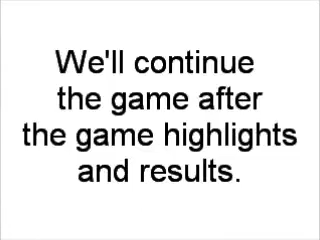 We'll continue
the game after
the game highlights
and results.